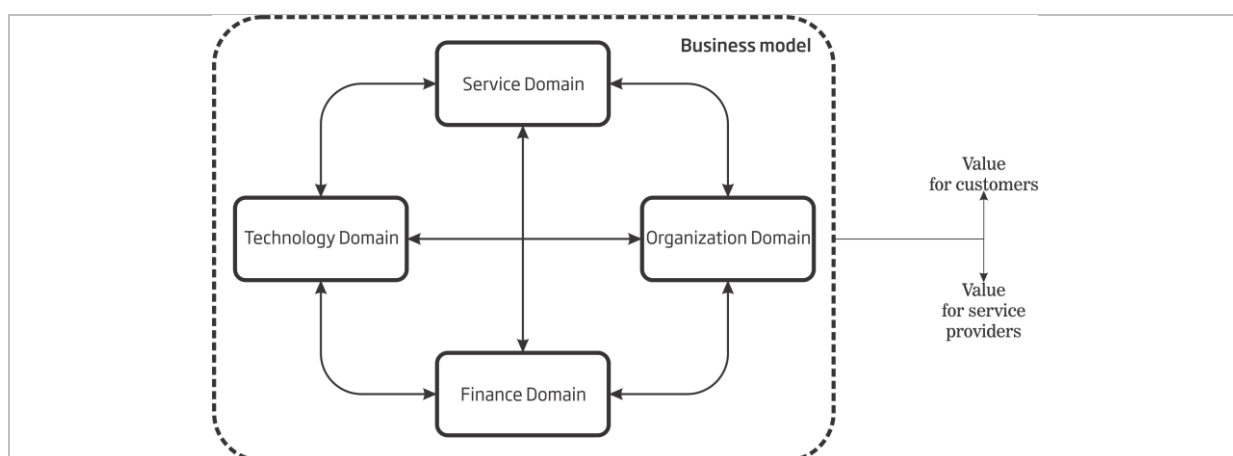 Business model
Service Domain
Value
for customers
Technology Domain
Organization Domain
Value
for service
providers
Finance Domain